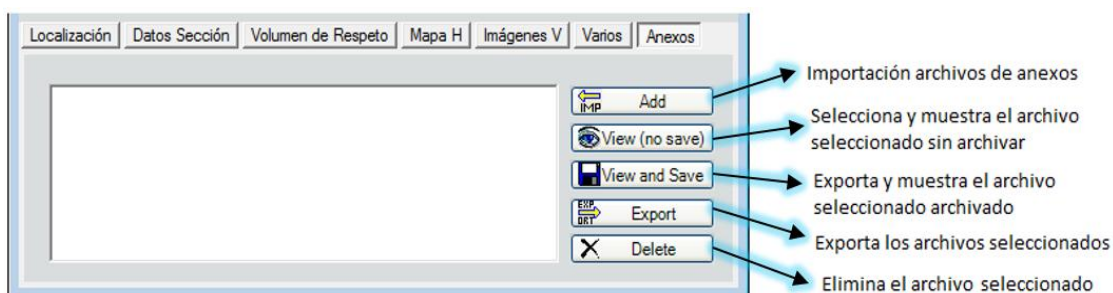 Localización Datos Sección Volumen de Respeto Mapa H Imágenes V Varios Anexos
IMP Add
View (no save)
View and Save
EXP ORT Export
Delete
Importación archivos de anexos
Selecciona y muestra el archivo
seleccionado sin archivar
Exporta y muestra el archivo
seleccionado archivado
Exporta los archivos seleccionados
Elimina el archivo seleccionado